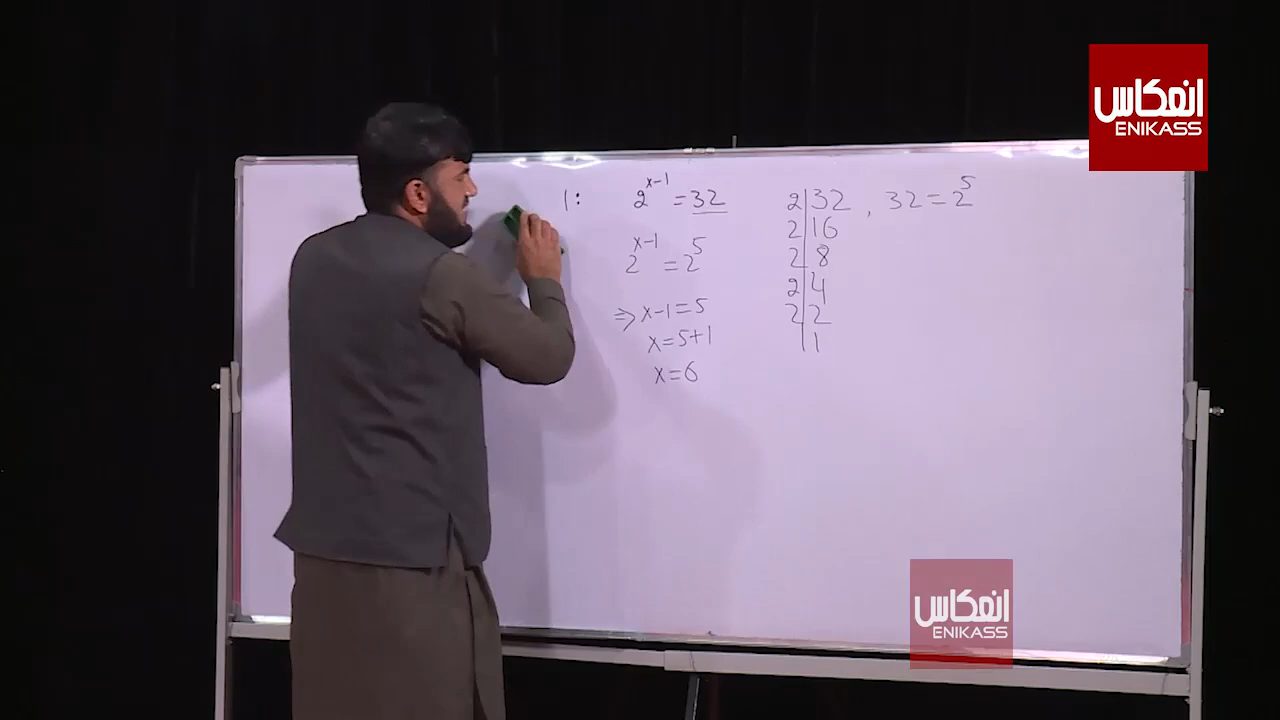 انعکاس
ENIKASS
1: 2^{x-1} = 32
2^{x-1} = 2^5
⇒ x-1 = 5
x = 5+1
x = 6
2 | 32 , 32 = 2^5
2 | 16
2 | 8
2 | 4
2 | 2
| 1
انعکاس
ENIKASS